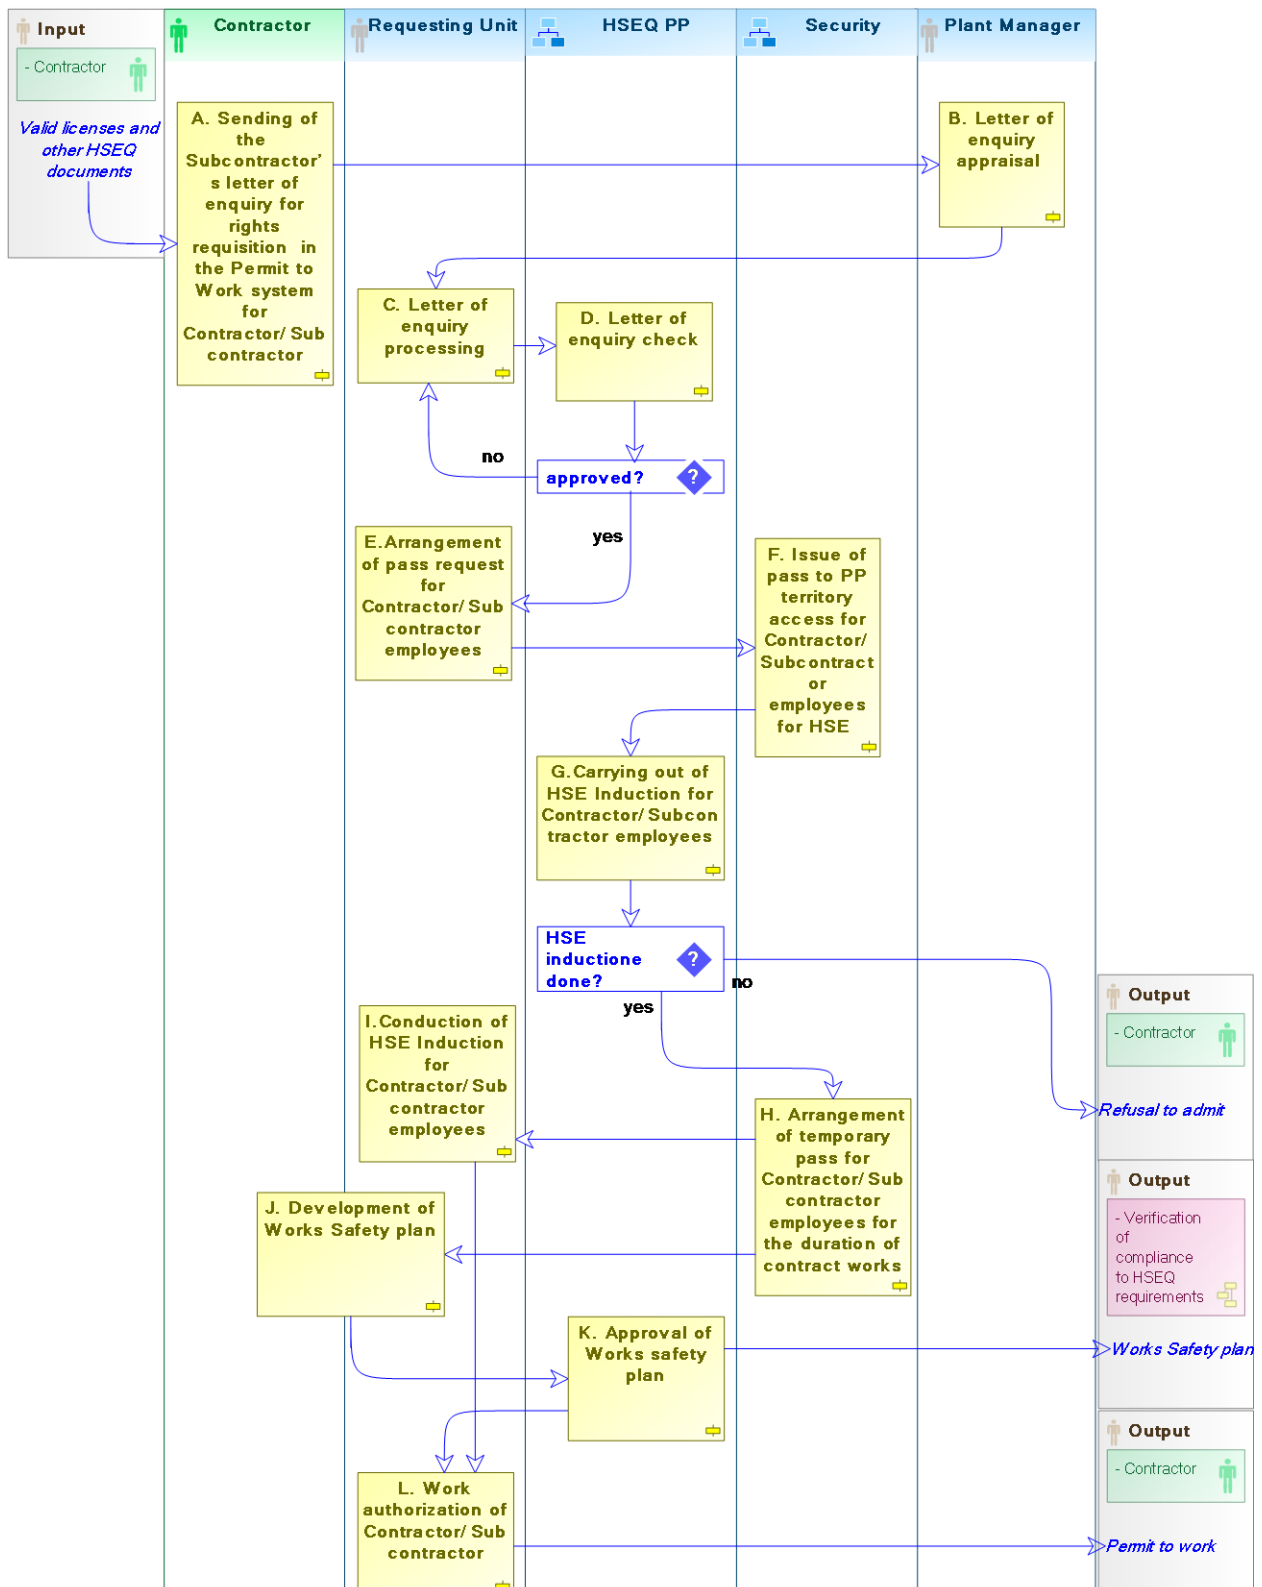 Input
Contractor
Requesting Unit
HSEQ PP
Security
Plant Manager
- Contractor
Valid licenses and
other HSEQ
documents
A. Sending of
the
Subcontractor'
s letter of
enquiry for
rights
requisition in
the Permit to
Work system
for
Contractor/Sub
contractor
B. Letter of
enquiry
appraisal
C. Letter of
enquiry
processing
D. Letter of
enquiry check
no
approved?
?
yes
E.Arrangement
of pass request
for
Contractor/Sub
contractor
employees
F. Issue of
pass to PP
territory
access for
Contractor/
Subcontract
or
employees
for HSE
G.Carrying out of
HSE Induction for
Contractor/Subcon
tractor employees
HSE
inductione
done?
?
no
yes
Output
- Contractor
Refusal to admit
I.Conduction of
HSE Induction
for
Contractor/Sub
contractor
employees
H. Arrangement
of temporary
pass for
Contractor/Sub
contractor
employees for
the duration of
contract works
J. Development of
Works Safety plan
Output
- Verification
of
compliance
to HSEQ
requirements
Works Safety plan
K. Approval of
Works safety
plan
Output
- Contractor
Permit to work
L. Work
authorization of
Contractor/Sub
contractor